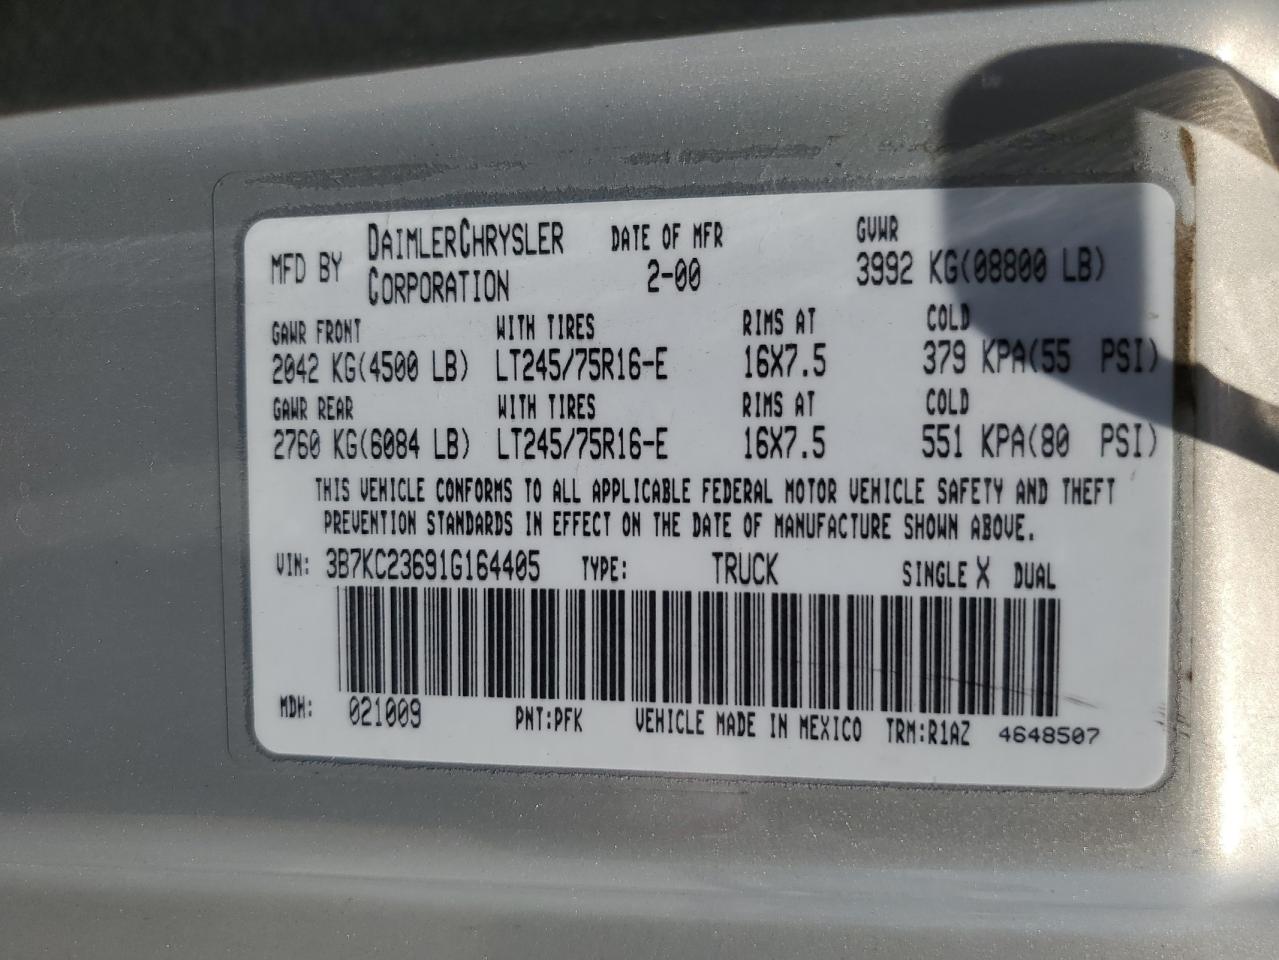 MFD BY DAIMLERCHRYSLER CORPORATION DATE OF MFR 2-00 GVWR 3992 KG(08800 LB)
GAWR FRONT WITH TIRES RIMS AT COLD
2042 KG(4500 LB) LT245/75R16-E 16X7.5 379 KPA(55 PSI)
GAWR REAR WITH TIRES RIMS AT COLD
2760 KG(6084 LB) LT245/75R16-E 16X7.5 551 KPA(80 PSI)
THIS VEHICLE CONFORMS TO ALL APPLICABLE FEDERAL MOTOR VEHICLE SAFETY AND THEFT
PREVENTION STANDARDS IN EFFECT ON THE DATE OF MANUFACTURE SHOWN ABOVE.
VIN: 3B7KC23691G164405 TYPE: TRUCK SINGLE X DUAL
MDH: 021009 PNT:PFK VEHICLE MADE IN MEXICO TRM:R1AZ 4648507